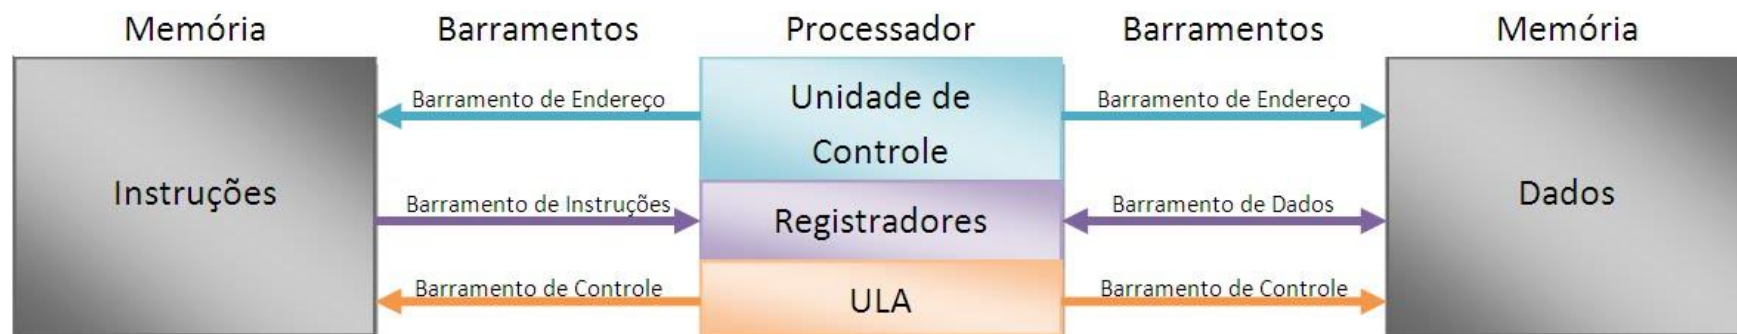 Memória
Barramentos
Processador
Barramentos
Memória
Barramento de Endereço
Unidade de
Controle
Barramento de Endereço
Instruções
Barramento de Instruções
Registradores
Barramento de Dados
Dados
Barramento de Controle
ULA
Barramento de Controle